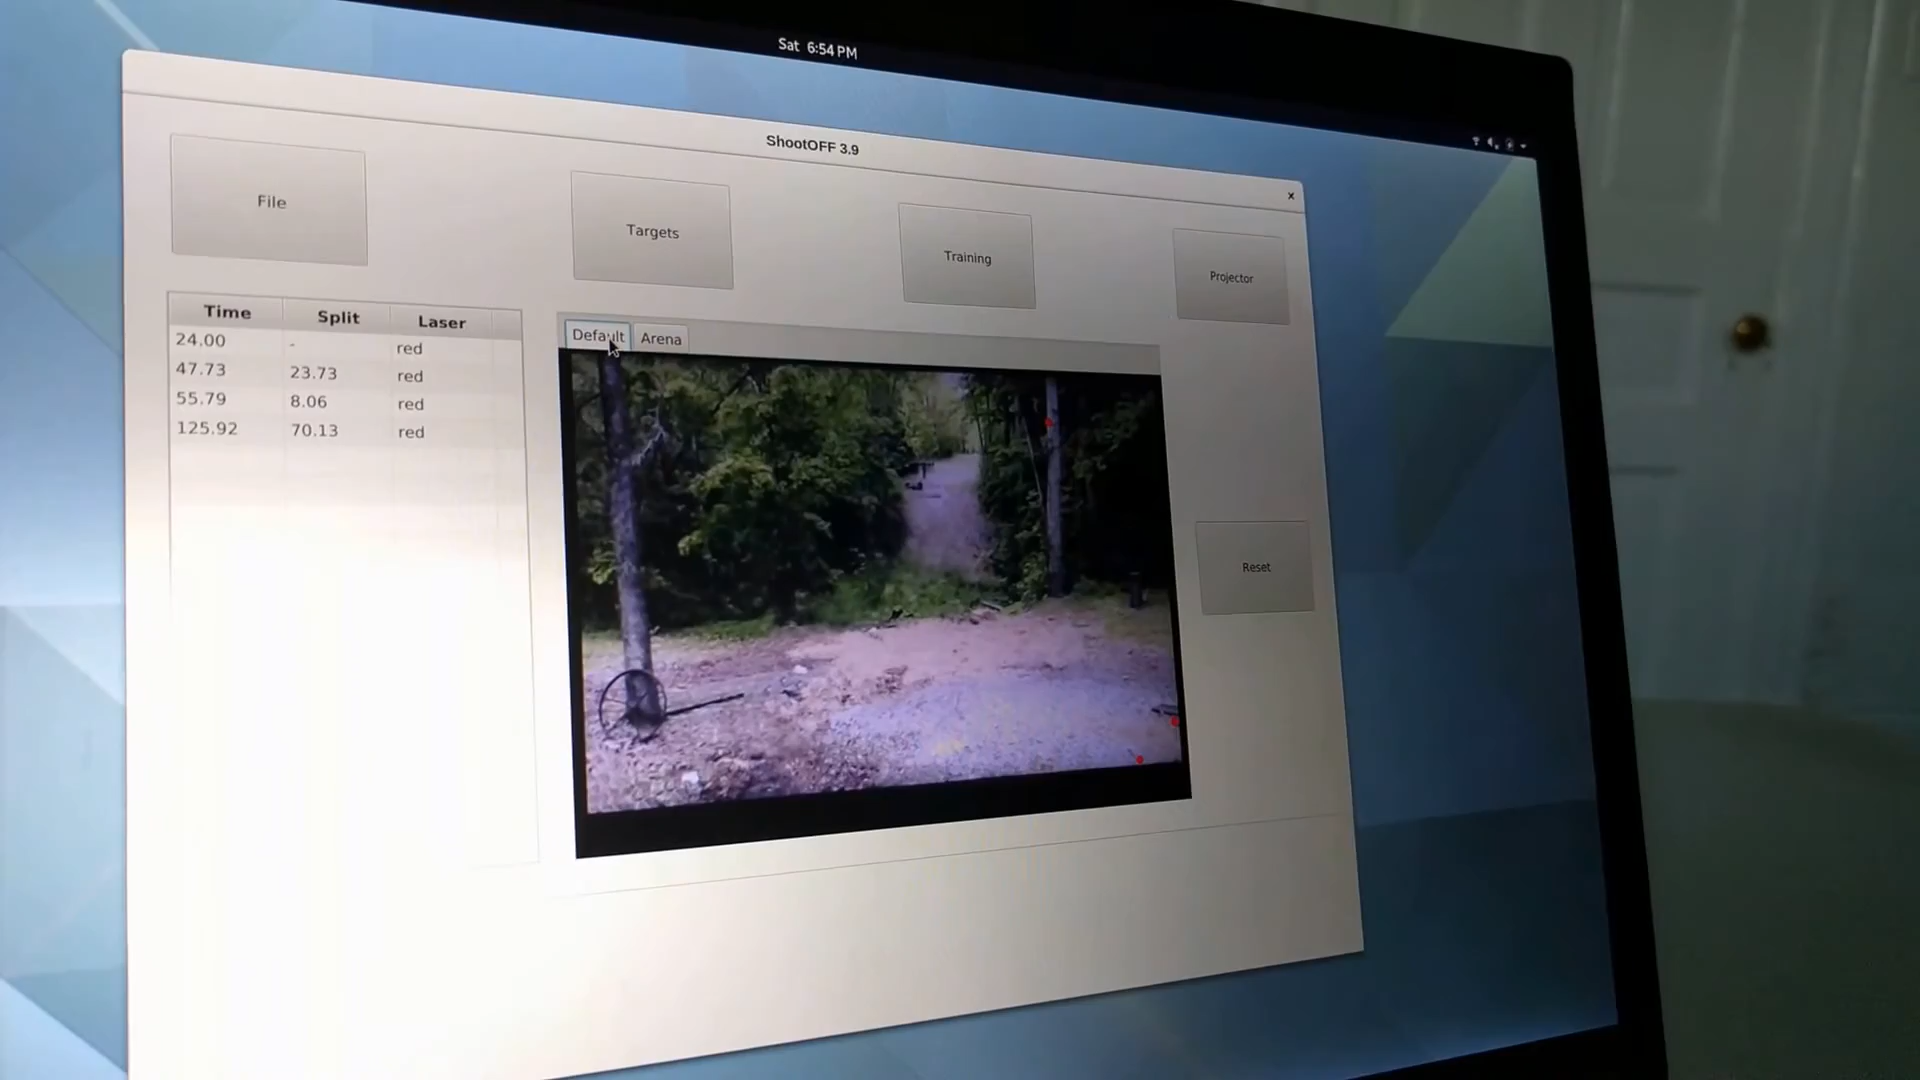 Sat 6:54 PM
ShootOFF 3.9
x
File
Targets
Training
Projector
Time Split Laser
24.00 - red
47.73 23.73 red
55.79 8.06 red
125.92 70.13 red
Default Arena
Reset